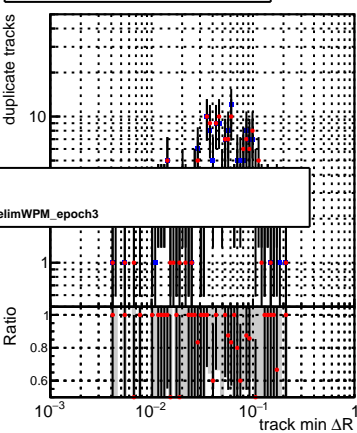 duplicate tracks
10
elimWPM_epoch3
1
Ratio
1
0.8
0.6
10⁻³ 10⁻² 10⁻¹ 1
track min ΔR